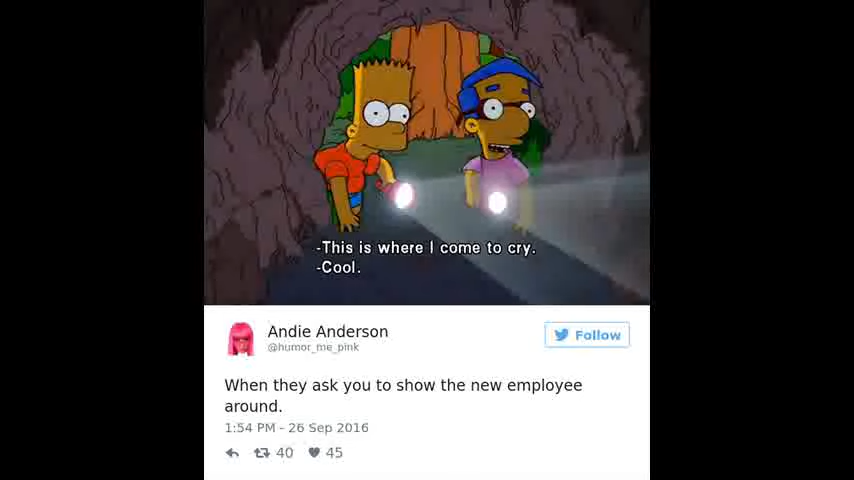 -This is where I come to cry.
-Cool.
Andie Anderson
@humor_me_pink
Follow
When they ask you to show the new employee
around.
1:54 PM - 26 Sep 2016
40 45